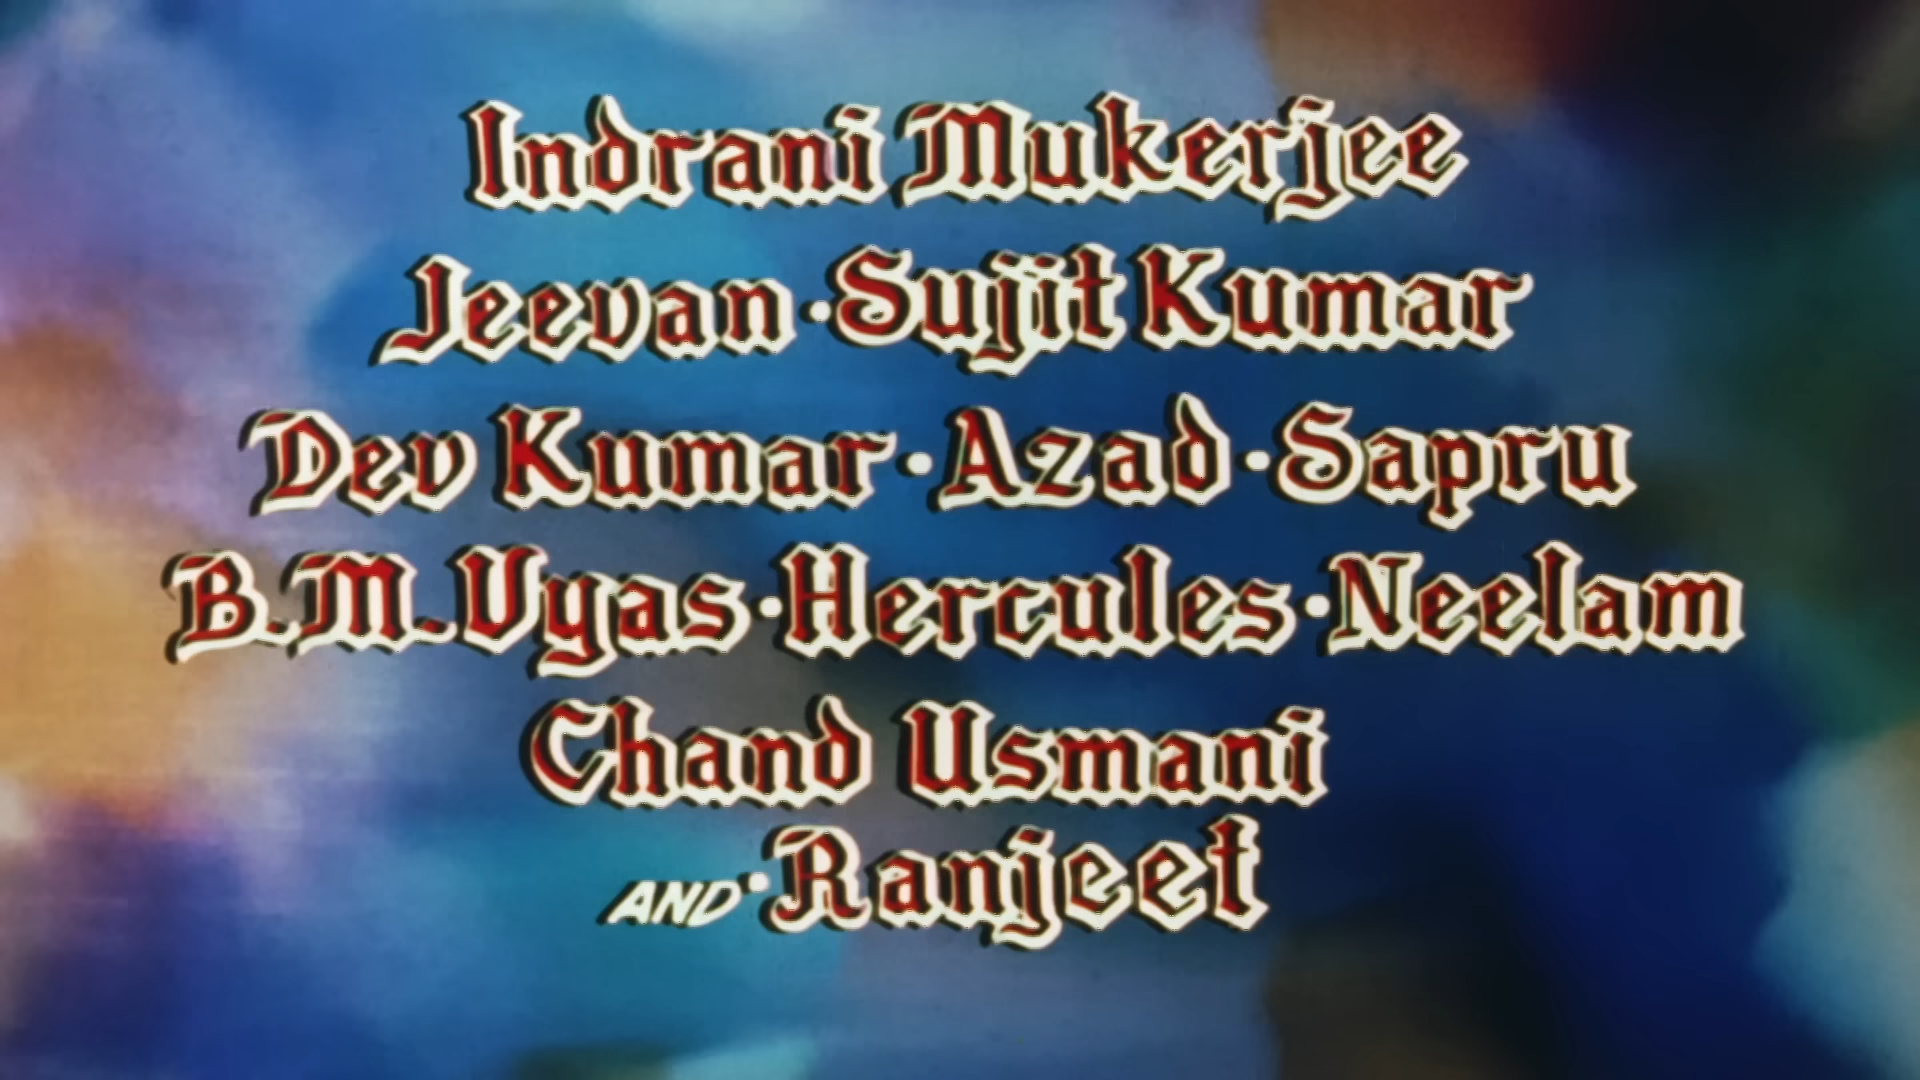 Indrani Mukerjee
Jeevan • Sujit Kumar
Dev Kumar • Azad • Sapru
B.M. Vyas • Hercules • Neelam
Chand Usmani
AND • Ranjeet